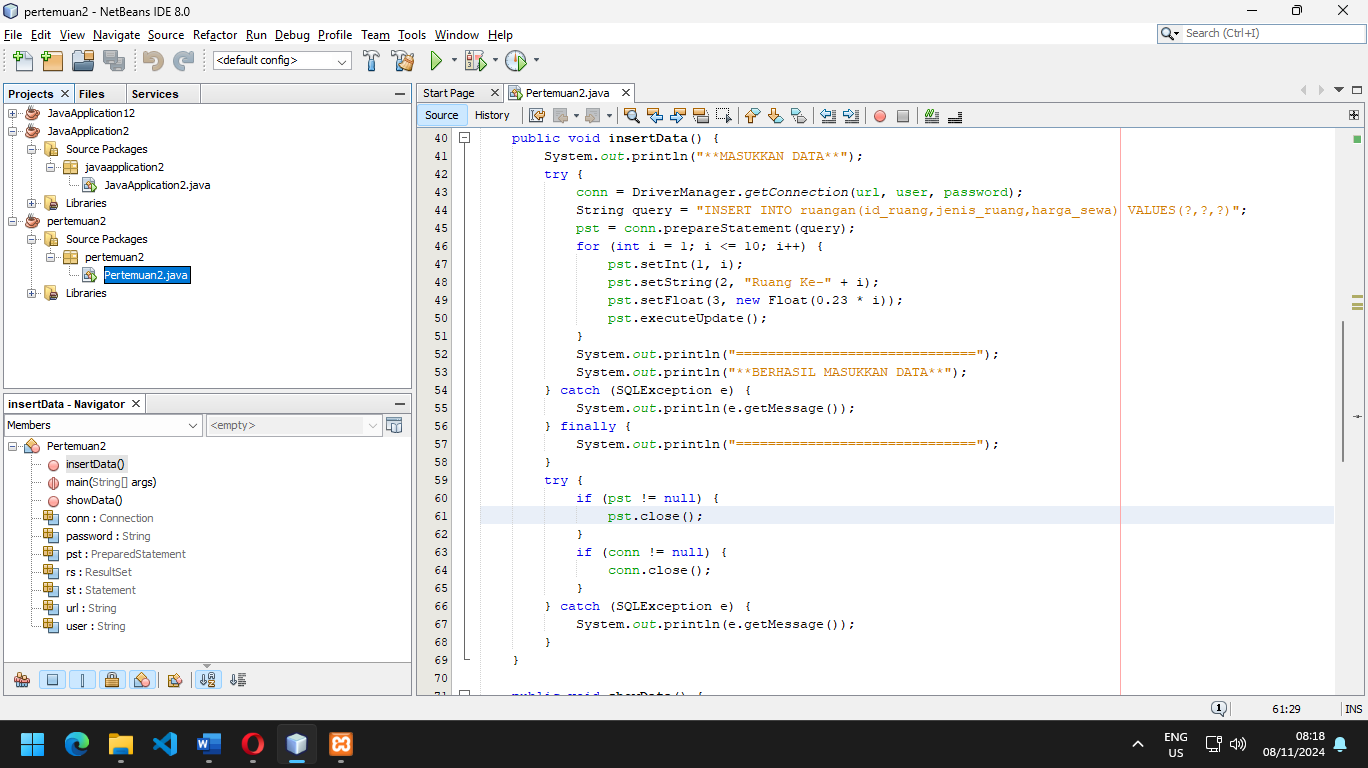 pertemuan2 - NetBeans IDE 8.0
File Edit View Navigate Source Refactor Run Debug Profile Team Tools Window Help
Search (Ctrl+I)
<default config>
Projects Files Services
JavaApplication12
JavaApplication2
Source Packages
javaapplication2
JavaApplication2.java
Libraries
pertemuan2
Source Packages
pertemuan2
Pertemuan2.java
Libraries
insertData - Navigator
Members <empty>
Pertemuan2
insertData()
main(String[] args)
showData()
conn : Connection
password : String
pst : PreparedStatement
rs : ResultSet
st : Statement
url : String
user : String
Start Page Pertemuan2.java
Source History
40 public void insertData() {
41 System.out.println("**MASUKKAN DATA**");
42 try {
43 conn = DriverManager.getConnection(url, user, password);
44 String query = "INSERT INTO ruangan(id_ruang,jenis_ruang,harga_sewa) VALUES(?,?,?)";
45 pst = conn.prepareStatement(query);
46 for (int i = 1; i <= 10; i++) {
47 pst.setInt(1, i);
48 pst.setString(2, "Ruang Ke-" + i);
49 pst.setFloat(3, new Float(0.23 * i));
50 pst.executeUpdate();
51 }
52 System.out.println("==============================");
53 System.out.println("**BERHASIL MASUKKAN DATA**");
54 } catch (SQLException e) {
55 System.out.println(e.getMessage());
56 } finally {
57 System.out.println("==============================");
58 }
59 try {
60 if (pst != null) {
61 pst.close();
62 }
63 if (conn != null) {
64 conn.close();
65 }
66 } catch (SQLException e) {
67 System.out.println(e.getMessage());
68 }
69 }
70
71 public void showData() {
1
61:29 INS
ENG
US
08:18
08/11/2024